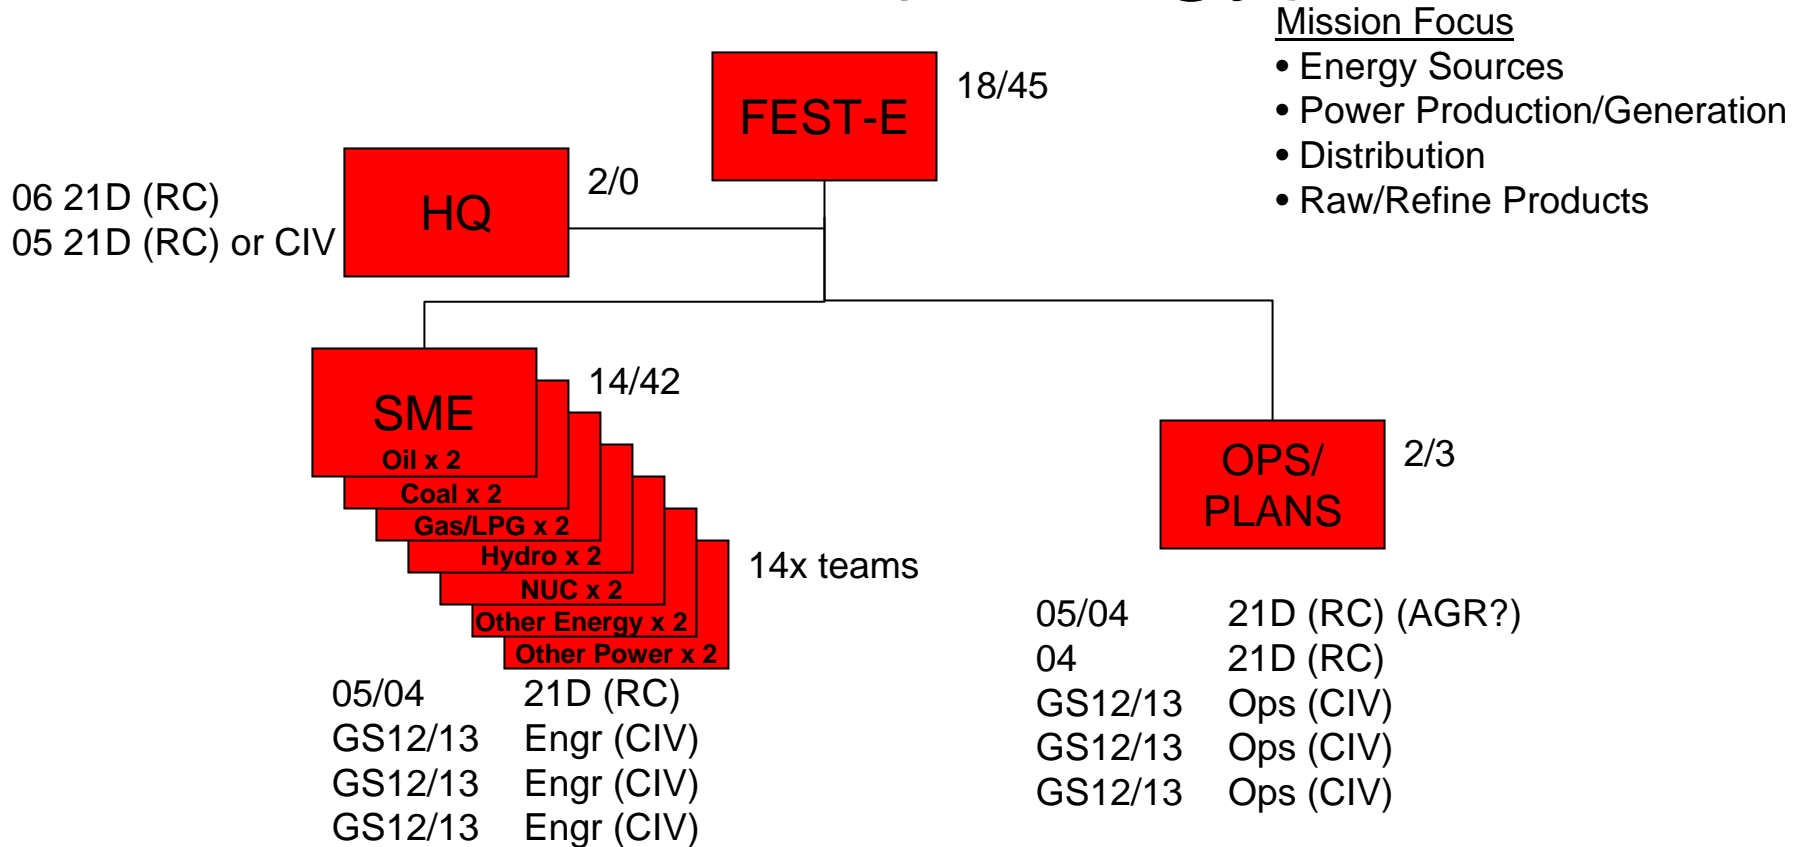 Mission Focus
• Energy Sources
• Power Production/Generation
• Distribution
• Raw/Refine Products
FEST-E
18/45
HQ
2/0
06 21D (RC)
05 21D (RC) or CIV
SME
14/42
Oil x 2
Coal x 2
Gas/LPG x 2
Hydro x 2
NUC x 2
Other Energy x 2
Other Power x 2
14x teams
05/04 21D (RC)
GS12/13 Engr (CIV)
GS12/13 Engr (CIV)
GS12/13 Engr (CIV)
OPS/
PLANS
2/3
05/04 21D (RC) (AGR?)
04 21D (RC)
GS12/13 Ops (CIV)
GS12/13 Ops (CIV)
GS12/13 Ops (CIV)